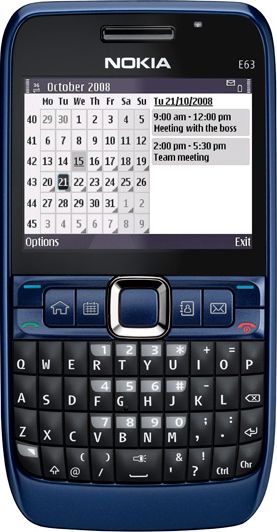 NOKIA
E63
3G
October 2008
Mo Tu We Th Fr Sa Su
40 29 30 1 2 3 4 5
41 6 7 8 9 10 11 12
42 13 14 15 16 17 18 19
43 20 21 22 23 24 25 26
44 27 28 29 30 31 1 2
45 3 4 5 6 7 8 9
Tu 21/10/2008
9:00 am - 12:00 pm
Meeting with the boss
2:00 pm - 5:30 pm
Team meeting
Options Exit
1 2 3 * + =
Q W E R T Y U I O P
4 5 6 # -
A S D F G H J K L
7 8 9 0 ; :
Z X C V B N M , .
@ ( ) & ' ! Ctrl Chr
/ ?